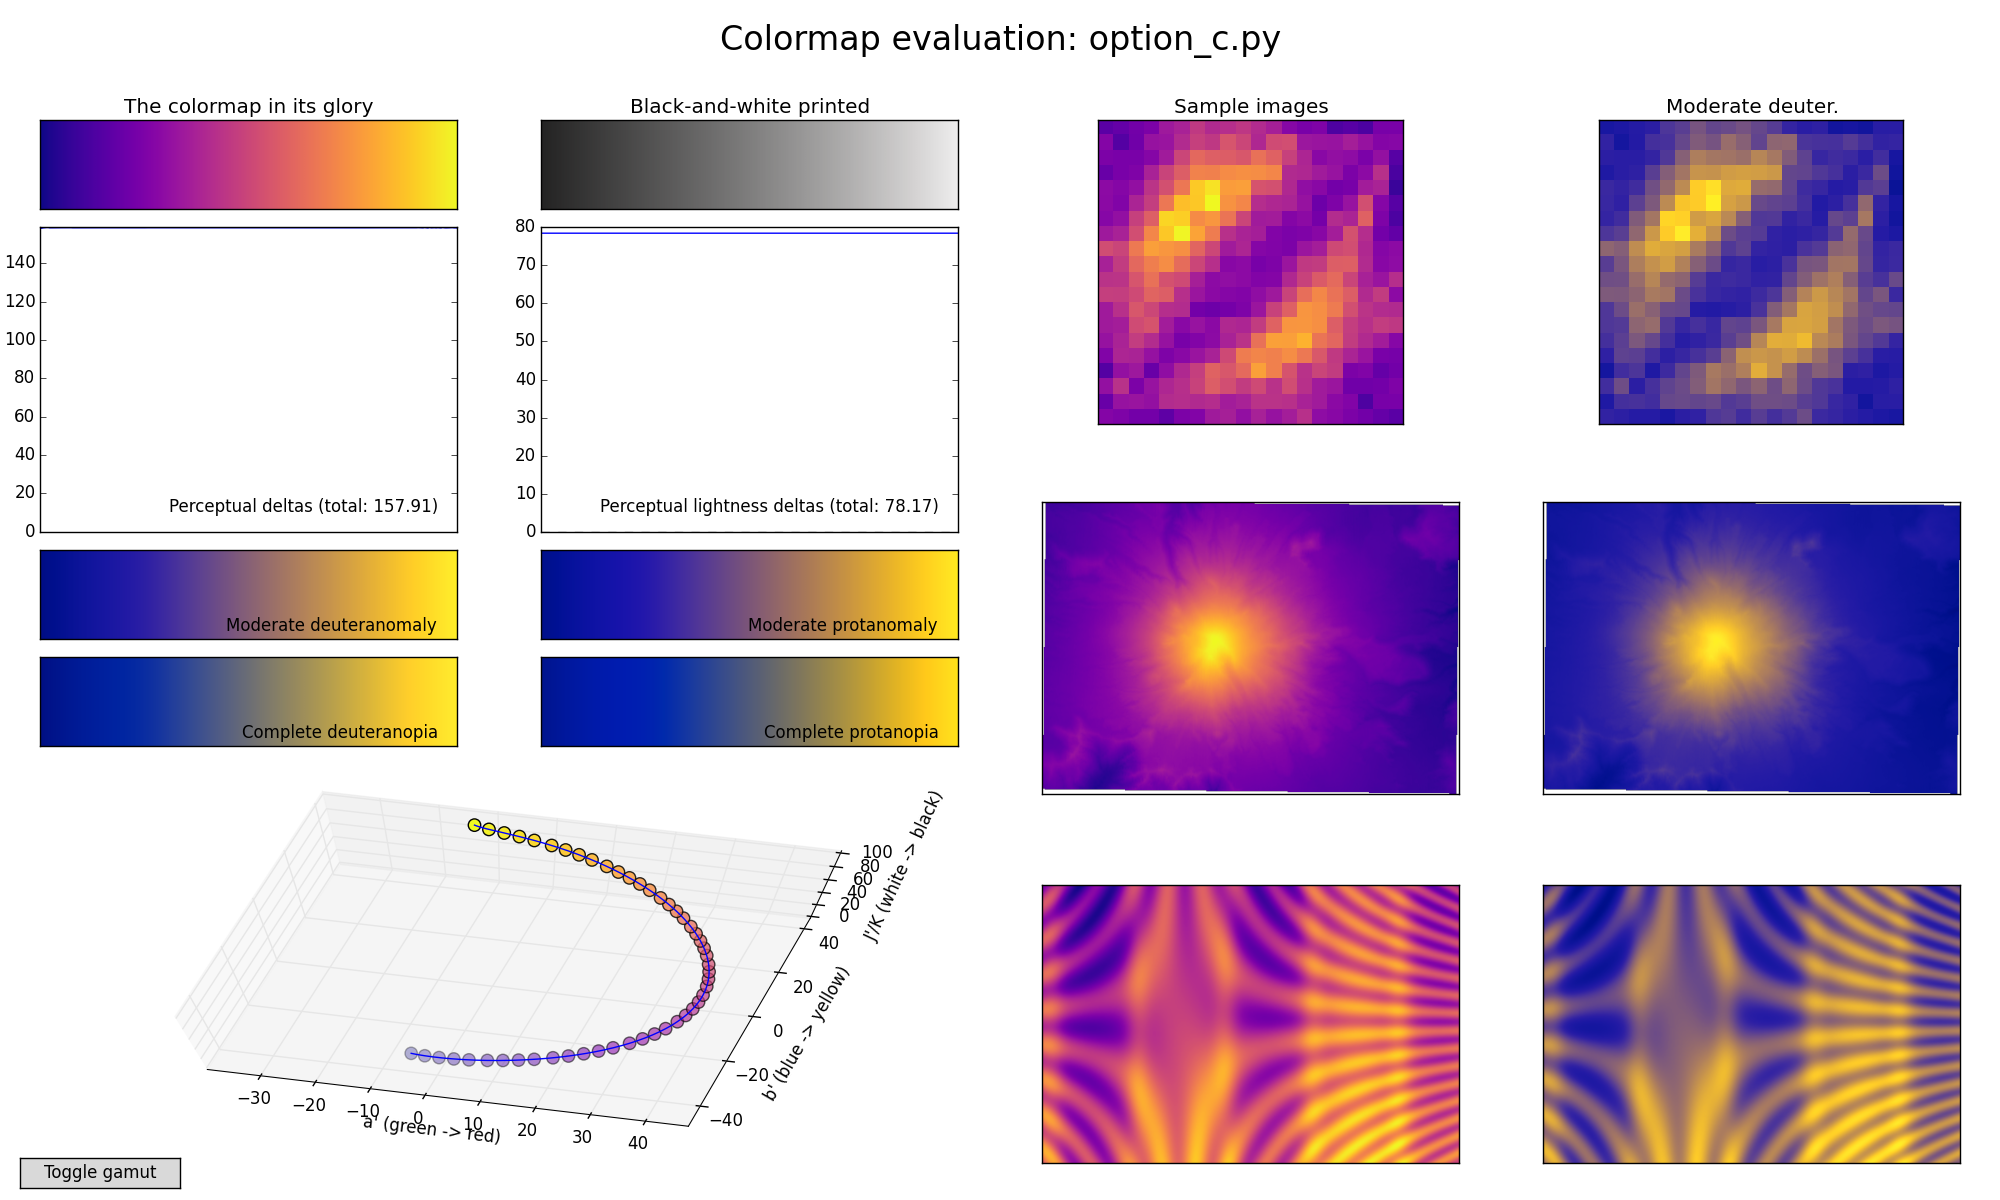 Colormap evaluation: option_c.py
The colormap in its glory
Black-and-white printed
Sample images
Moderate deuter.
140
120
100
80
60
40
20
0
Perceptual deltas (total: 157.91)
80
70
60
50
40
30
20
10
0
Perceptual lightness deltas (total: 78.17)
Moderate deuteranomaly
Moderate protanomaly
Complete deuteranopia
Complete protanopia
−30
−20
−10
0
10
20
30
40
a' (green -> red)
−40
−20
0
20
40
b' (blue -> yellow)
0
20
40
60
80
100
J'/K (white -> black)
Toggle gamut